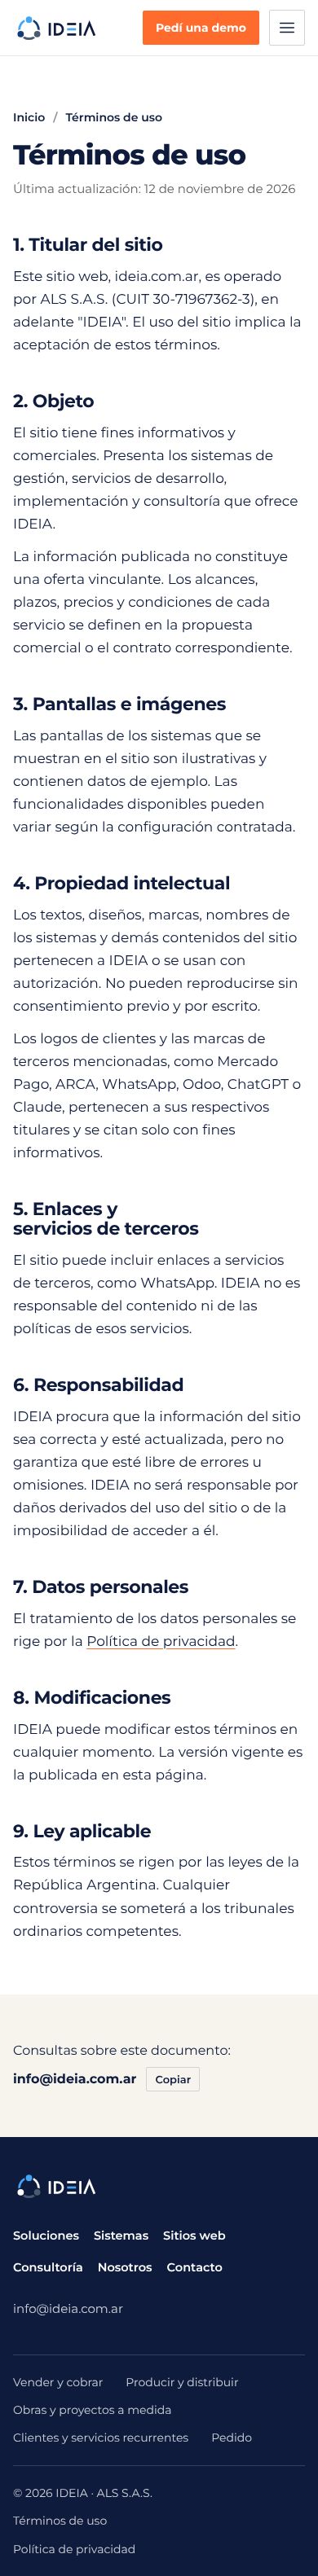 IDEIA
Pedí una demo
Inicio / Términos de uso
Términos de uso
Última actualización: 12 de noviembre de 2026
1. Titular del sitio
Este sitio web, ideia.com.ar, es operado
por ALS S.A.S. (CUIT 30-71967362-3), en
adelante "IDEIA". El uso del sitio implica la
aceptación de estos términos.
2. Objeto
El sitio tiene fines informativos y
comerciales. Presenta los sistemas de
gestión, servicios de desarrollo,
implementación y consultoría que ofrece
IDEIA.
La información publicada no constituye
una oferta vinculante. Los alcances,
plazos, precios y condiciones de cada
servicio se definen en la propuesta
comercial o el contrato correspondiente.
3. Pantallas e imágenes
Las pantallas de los sistemas que se
muestran en el sitio son ilustrativas y
contienen datos de ejemplo. Las
funcionalidades disponibles pueden
variar según la configuración contratada.
4. Propiedad intelectual
Los textos, diseños, marcas, nombres de
los sistemas y demás contenidos del sitio
pertenecen a IDEIA o se usan con
autorización. No pueden reproducirse sin
consentimiento previo y por escrito.
Los logos de clientes y las marcas de
terceros mencionadas, como Mercado
Pago, ARCA, WhatsApp, Odoo, ChatGPT o
Claude, pertenecen a sus respectivos
titulares y se citan solo con fines
informativos.
5. Enlaces y
servicios de terceros
El sitio puede incluir enlaces a servicios
de terceros, como WhatsApp. IDEIA no es
responsable del contenido ni de las
políticas de esos servicios.
6. Responsabilidad
IDEIA procura que la información del sitio
sea correcta y esté actualizada, pero no
garantiza que esté libre de errores u
omisiones. IDEIA no será responsable por
daños derivados del uso del sitio o de la
imposibilidad de acceder a él.
7. Datos personales
El tratamiento de los datos personales se
rige por la Política de privacidad.
8. Modificaciones
IDEIA puede modificar estos términos en
cualquier momento. La versión vigente es
la publicada en esta página.
9. Ley aplicable
Estos términos se rigen por las leyes de la
República Argentina. Cualquier
controversia se someterá a los tribunales
ordinarios competentes.
Consultas sobre este documento:
info@ideia.com.ar Copiar
IDEIA
Soluciones Sistemas Sitios web
Consultoría Nosotros Contacto
info@ideia.com.ar
Vender y cobrar Producir y distribuir
Obras y proyectos a medida
Clientes y servicios recurrentes Pedido
© 2026 IDEIA · ALS S.A.S.
Términos de uso
Política de privacidad